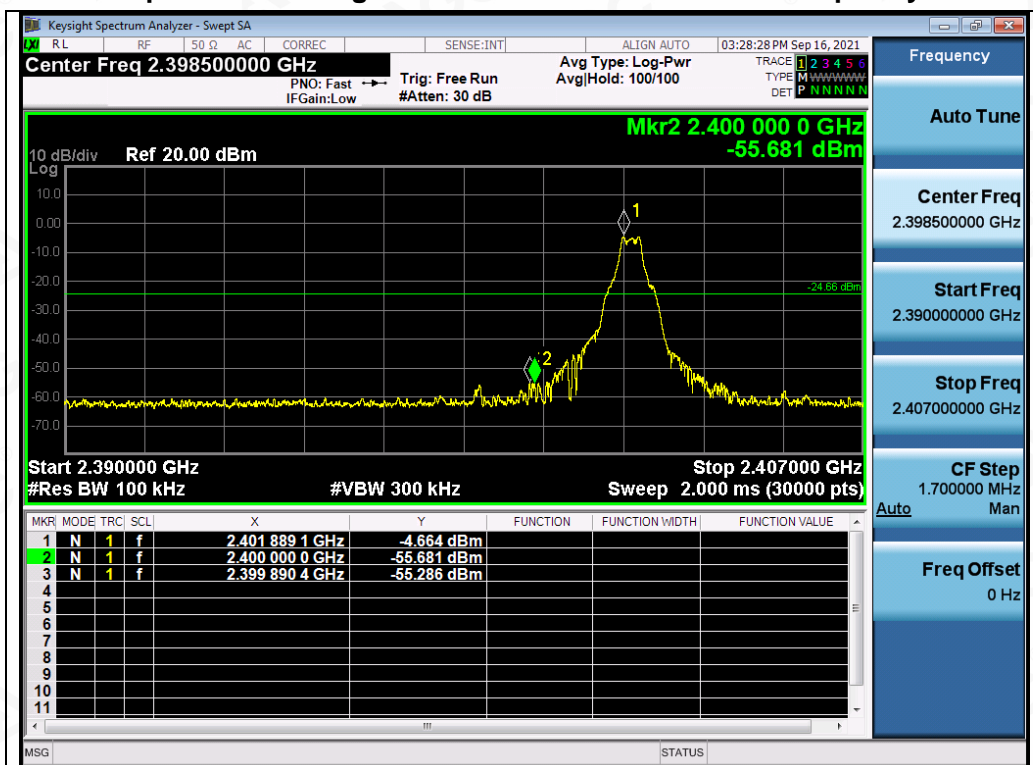 Keysight Spectrum Analyzer - Swept SA
LXI RL RF 50 Ω AC CORREC SENSE:INT ALIGN AUTO 03:28:28 PM Sep 16, 2021
Center Freq 2.398500000 GHz
PNO: Fast
IFGain:Low
Trig: Free Run
#Atten: 30 dB
Avg Type: Log-Pwr
Avg|Hold: 100/100
TRACE 1 2 3 4 5 6
TYPE M WWWWW
DET P N N N N N
Mkr2 2.400 000 0 GHz
-55.681 dBm
10 dB/div Ref 20.00 dBm
Log
10.0
0.00
-10.0
-20.0
-30.0
-40.0
-50.0
-60.0
-70.0
1
2
-24.66 dBm
Start 2.390000 GHz Stop 2.407000 GHz
#Res BW 100 kHz #VBW 300 kHz Sweep 2.000 ms (30000 pts)
MKR MODE TRC SCL X Y FUNCTION FUNCTION WIDTH FUNCTION VALUE
1 N 1 f 2.401 889 1 GHz -4.664 dBm
2 N 1 f 2.400 000 0 GHz -55.681 dBm
3 N 1 f 2.399 890 4 GHz -55.286 dBm
4
5
6
7
8
9
10
11
MSG STATUS
Frequency
Auto Tune
Center Freq
2.398500000 GHz
Start Freq
2.390000000 GHz
Stop Freq
2.407000000 GHz
CF Step
1.700000 MHz
Auto Man
Freq Offset
0 Hz